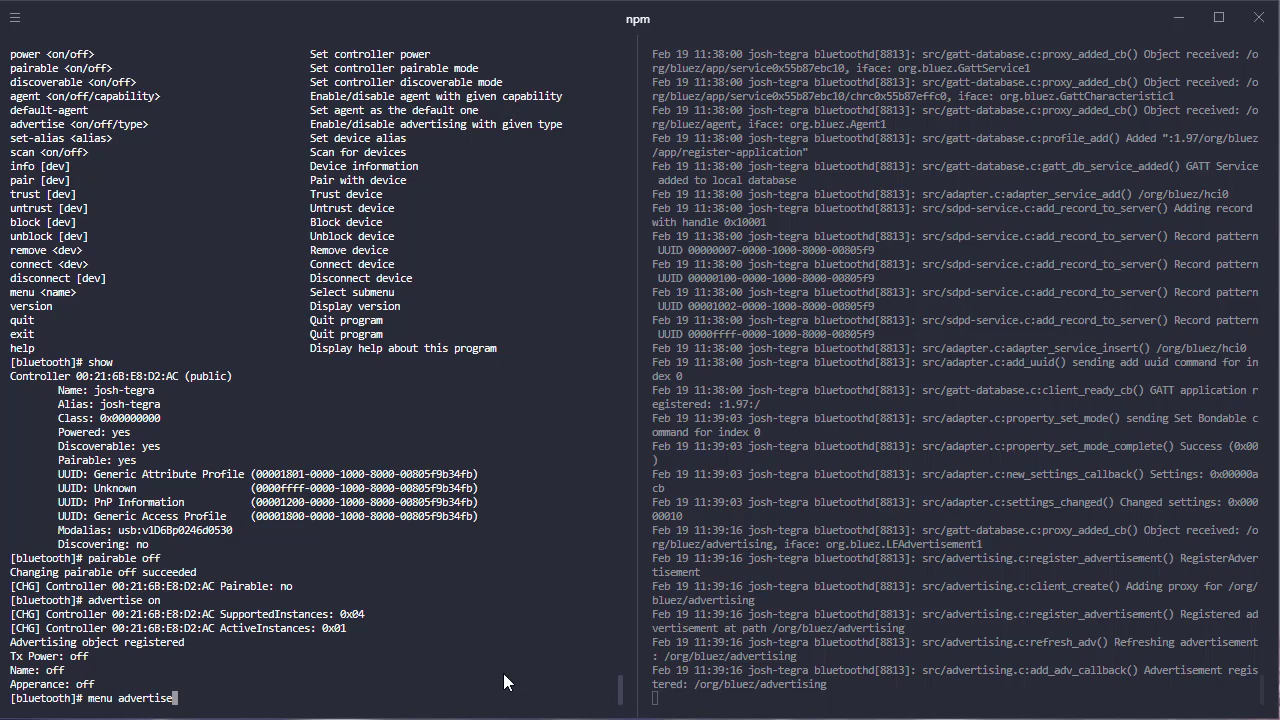 npm
power <on/off> Set controller power
pairable <on/off> Set controller pairable mode
discoverable <on/off> Set controller discoverable mode
agent <on/off/capability> Enable/disable agent with given capability
default-agent Set agent as the default one
advertise <on/off/type> Enable/disable advertising with given type
set-alias <alias> Set device alias
scan <on/off> Scan for devices
info [dev] Device information
pair [dev] Pair with device
trust [dev] Trust device
untrust [dev] Untrust device
block [dev] Block device
unblock [dev] Unblock device
remove <dev> Remove device
connect <dev> Connect device
disconnect [dev] Disconnect device
menu <name> Select submenu
version Display version
quit Quit program
exit Quit program
help Display help about this program
[bluetooth]# show
Controller 00:21:6B:E8:D2:AC (public)
Name: josh-tegra
Alias: josh-tegra
Class: 0x00000000
Powered: yes
Discoverable: yes
Pairable: yes
UUID: Generic Attribute Profile (00001801-0000-1000-8000-00805f9b34fb)
UUID: Unknown (0000ffff-0000-1000-8000-00805f9b34fb)
UUID: PnP Information (00001200-0000-1000-8000-00805f9b34fb)
UUID: Generic Access Profile (00001800-0000-1000-8000-00805f9b34fb)
Modalias: usb:v1D6Bp0246d0530
Discovering: no
[bluetooth]# pairable off
Changing pairable off succeeded
[CHG] Controller 00:21:6B:E8:D2:AC Pairable: no
[bluetooth]# advertise on
[CHG] Controller 00:21:6B:E8:D2:AC SupportedInstances: 0x04
[CHG] Controller 00:21:6B:E8:D2:AC ActiveInstances: 0x01
Advertising object registered
Tx Power: off
Name: off
Apperance: off
[bluetooth]# menu advertise
Feb 19 11:38:00 josh-tegra bluetoothd[8813]: src/gatt-database.c:proxy_added_cb() Object received: /o
rg/bluez/app/service0x55b87ebc10, iface: org.bluez.GattService1
Feb 19 11:38:00 josh-tegra bluetoothd[8813]: src/gatt-database.c:proxy_added_cb() Object received: /o
rg/bluez/app/service0x55b87ebc10/chrc0x55b87effc0, iface: org.bluez.GattCharacteristic1
Feb 19 11:38:00 josh-tegra bluetoothd[8813]: src/gatt-database.c:proxy_added_cb() Object received: /o
rg/bluez/agent, iface: org.bluez.Agent1
Feb 19 11:38:00 josh-tegra bluetoothd[8813]: src/gatt-database.c:profile_add() Added ":1.97/org/bluez
/app/register-application"
Feb 19 11:38:00 josh-tegra bluetoothd[8813]: src/gatt-database.c:gatt_db_service_added() GATT Service
added to local database
Feb 19 11:38:00 josh-tegra bluetoothd[8813]: src/adapter.c:adapter_service_add() /org/bluez/hci0
Feb 19 11:38:00 josh-tegra bluetoothd[8813]: src/sdpd-service.c:add_record_to_server() Adding record
with handle 0x10001
Feb 19 11:38:00 josh-tegra bluetoothd[8813]: src/sdpd-service.c:add_record_to_server() Record pattern
UUID 00000007-0000-1000-8000-00805f9
Feb 19 11:38:00 josh-tegra bluetoothd[8813]: src/sdpd-service.c:add_record_to_server() Record pattern
UUID 00000100-0000-1000-8000-00805f9
Feb 19 11:38:00 josh-tegra bluetoothd[8813]: src/sdpd-service.c:add_record_to_server() Record pattern
UUID 00001002-0000-1000-8000-00805f9
Feb 19 11:38:00 josh-tegra bluetoothd[8813]: src/sdpd-service.c:add_record_to_server() Record pattern
UUID 0000ffff-0000-1000-8000-00805f9
Feb 19 11:38:00 josh-tegra bluetoothd[8813]: src/adapter.c:adapter_service_insert() /org/bluez/hci0
Feb 19 11:38:00 josh-tegra bluetoothd[8813]: src/adapter.c:add_uuid() sending add uuid command for in
dex 0
Feb 19 11:38:00 josh-tegra bluetoothd[8813]: src/gatt-database.c:client_ready_cb() GATT application r
egistered: :1.97:/
Feb 19 11:39:03 josh-tegra bluetoothd[8813]: src/adapter.c:property_set_mode() sending Set Bondable c
ommand for index 0
Feb 19 11:39:03 josh-tegra bluetoothd[8813]: src/adapter.c:property_set_mode_complete() Success (0x00
)
Feb 19 11:39:03 josh-tegra bluetoothd[8813]: src/adapter.c:new_settings_callback() Settings: 0x00000a
cb
Feb 19 11:39:03 josh-tegra bluetoothd[8813]: src/adapter.c:settings_changed() Changed settings: 0x000
00010
Feb 19 11:39:16 josh-tegra bluetoothd[8813]: src/gatt-database.c:proxy_added_cb() Object received: /o
rg/bluez/advertising, iface: org.bluez.LEAdvertisement1
Feb 19 11:39:16 josh-tegra bluetoothd[8813]: src/advertising.c:register_advertisement() RegisterAdver
tisement
Feb 19 11:39:16 josh-tegra bluetoothd[8813]: src/advertising.c:client_create() Adding proxy for /org/
bluez/advertising
Feb 19 11:39:16 josh-tegra bluetoothd[8813]: src/advertising.c:register_advertisement() Registered ad
vertisement at path /org/bluez/advertising
Feb 19 11:39:16 josh-tegra bluetoothd[8813]: src/advertising.c:refresh_adv() Refreshing advertisement
: /org/bluez/advertising
Feb 19 11:39:16 josh-tegra bluetoothd[8813]: src/advertising.c:add_adv_callback() Advertisement regis
tered: /org/bluez/advertising